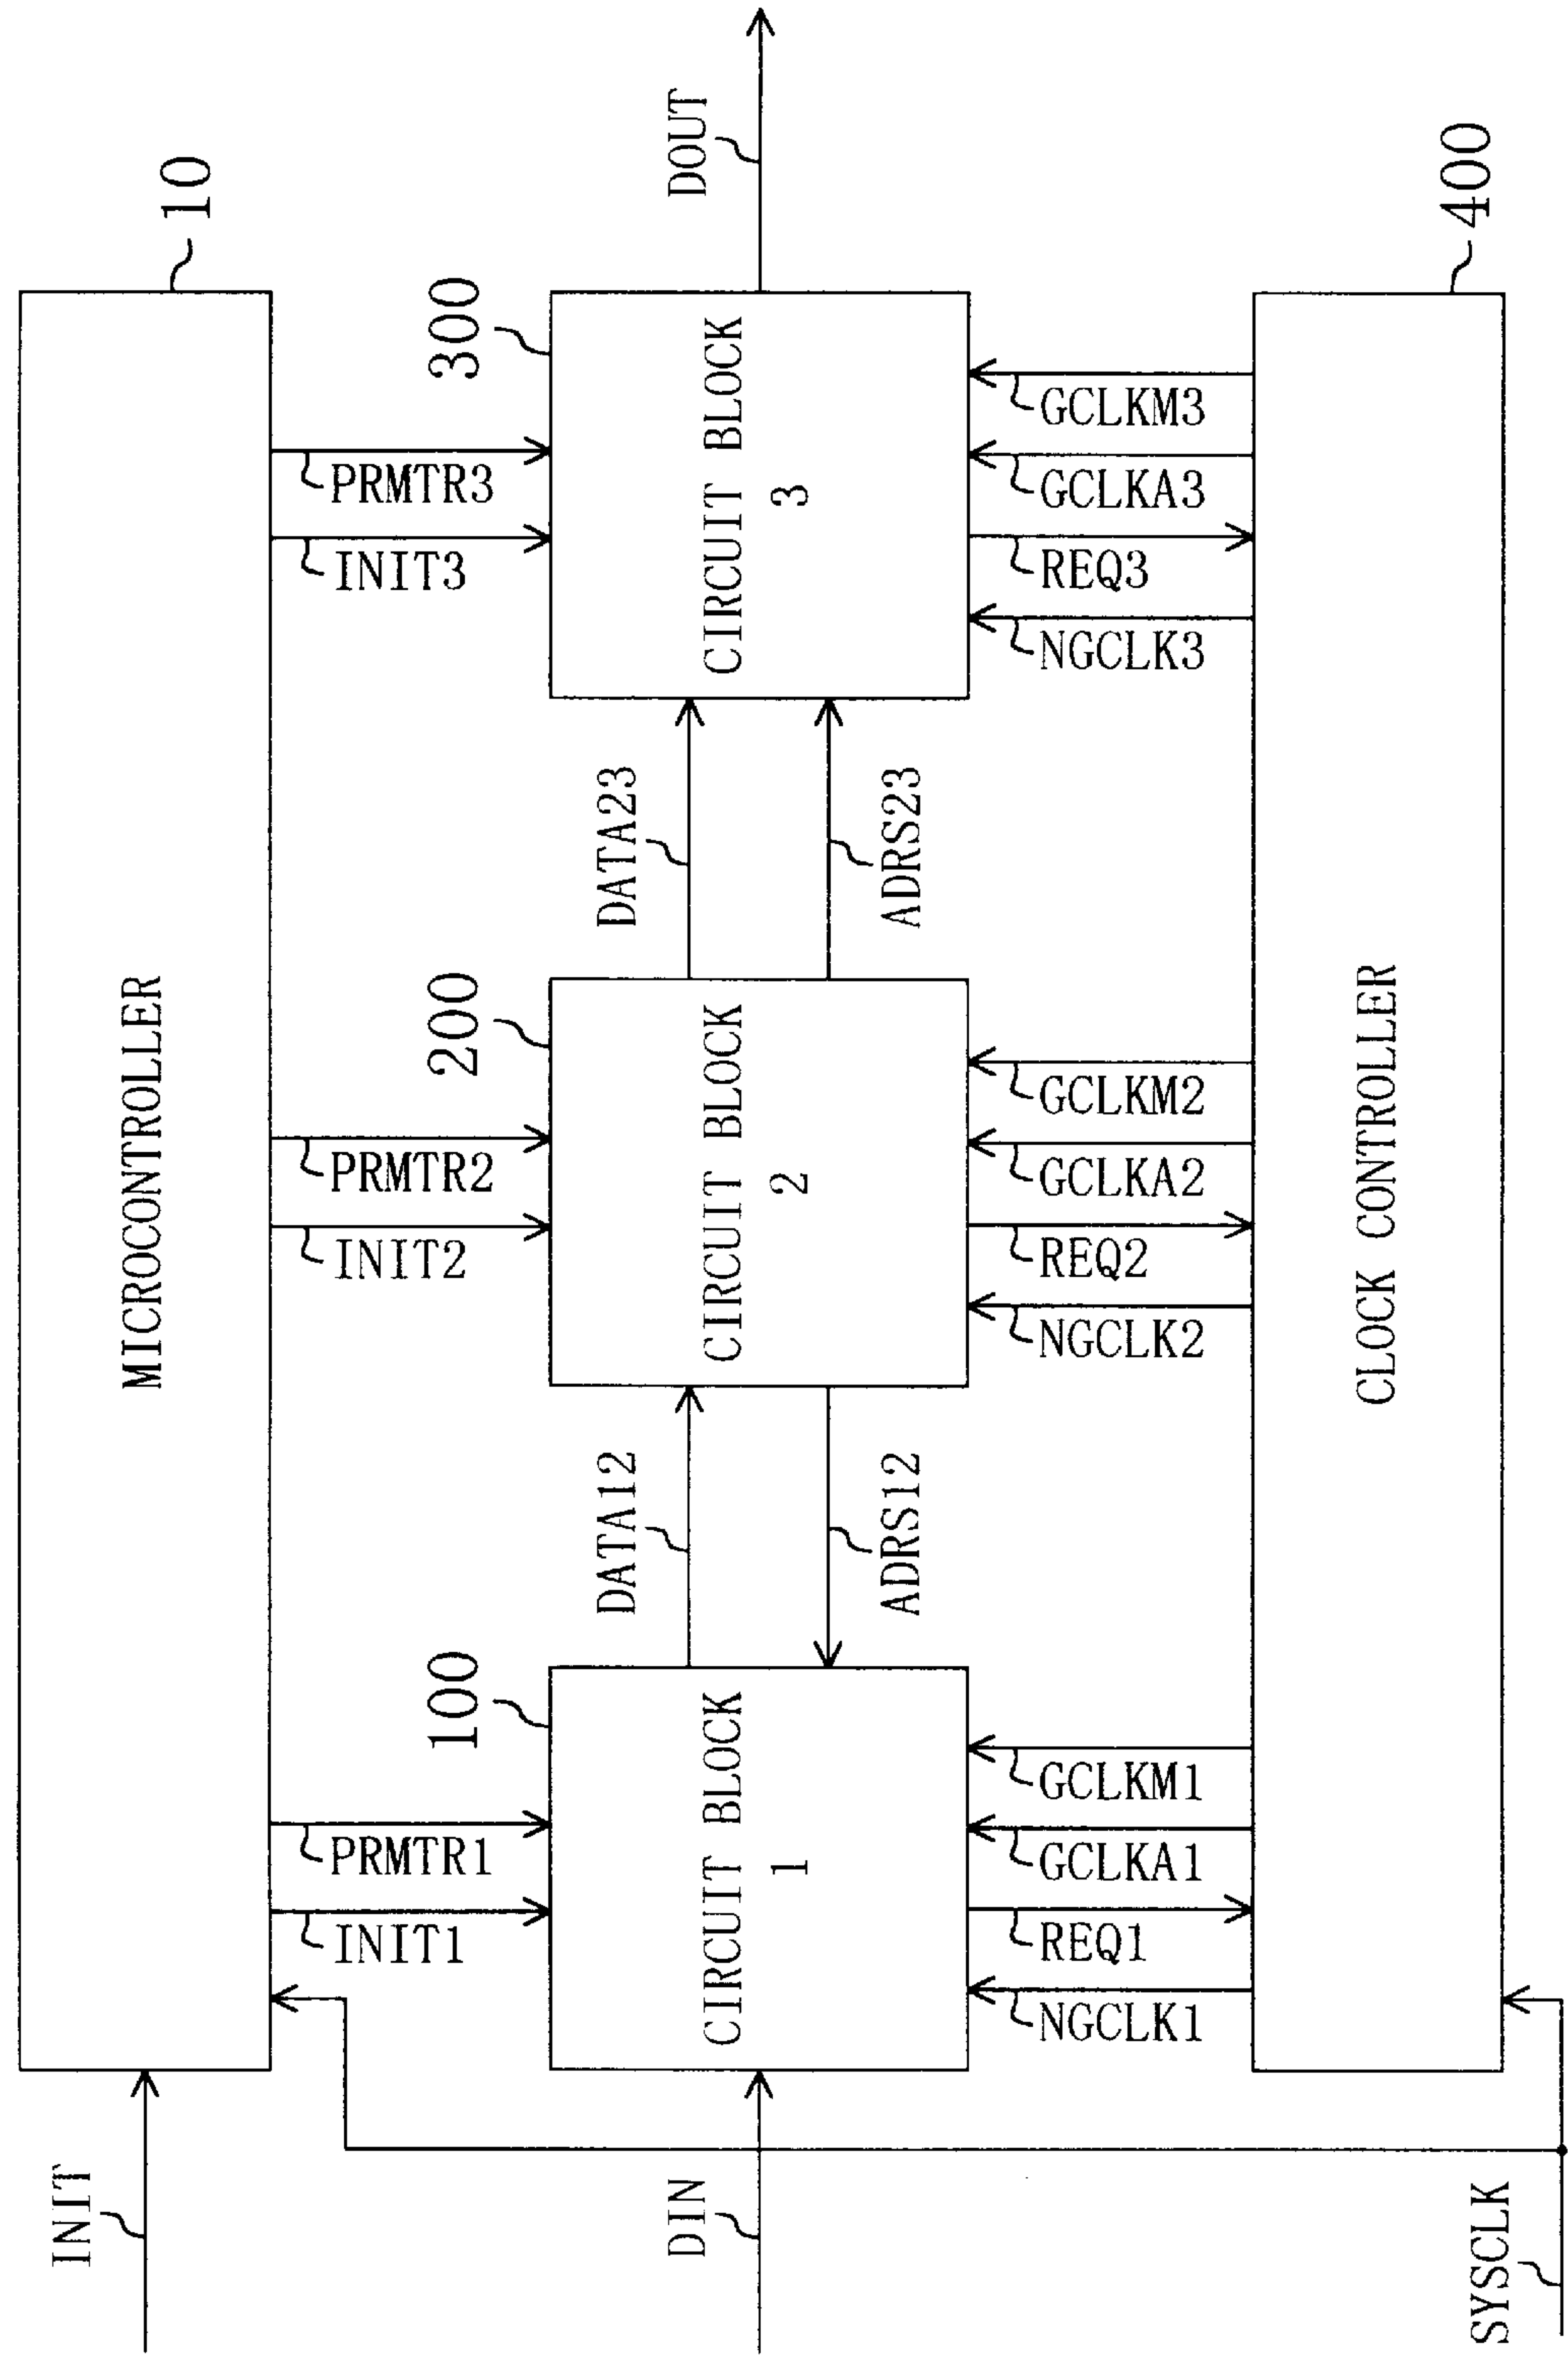 INIT
MICROCONTROLLER
10
INIT1
PRMTR1
INIT2
PRMTR2
INIT3
PRMTR3
100
200
300
DIN
CIRCUIT BLOCK
1
DATA12
ADRS12
CIRCUIT BLOCK
2
DATA23
ADRS23
CIRCUIT BLOCK
3
DOUT
NGCLK1
REQ1
GCLKA1
GCLKM1
NGCLK2
REQ2
GCLKA2
GCLKM2
NGCLK3
REQ3
GCLKA3
GCLKM3
CLOCK CONTROLLER
400
SYSCLK